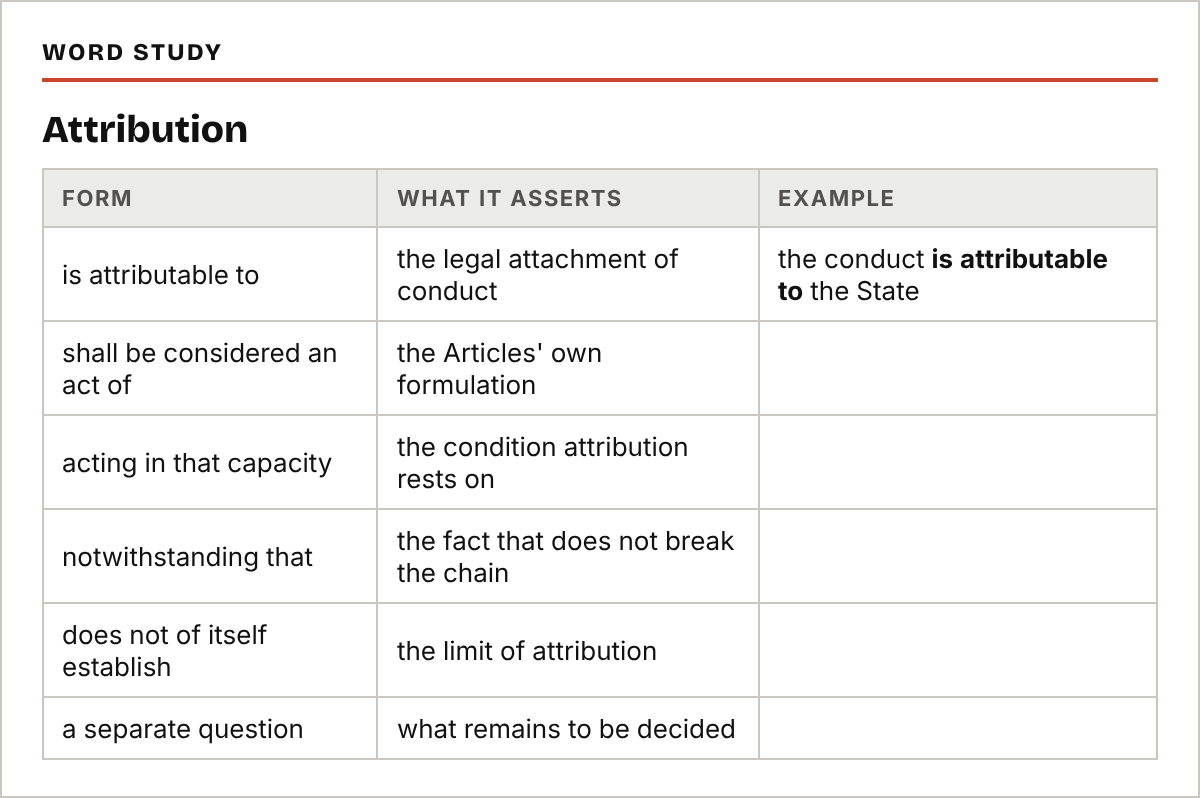 WORD STUDY
Attribution
FORM
WHAT IT ASSERTS
EXAMPLE
is attributable to
the legal attachment of
conduct
the conduct is attributable
to the State
shall be considered an
act of
the Articles' own
formulation
acting in that capacity
the condition attribution
rests on
notwithstanding that
the fact that does not break
the chain
does not of itself
establish
the limit of attribution
a separate question
what remains to be decided